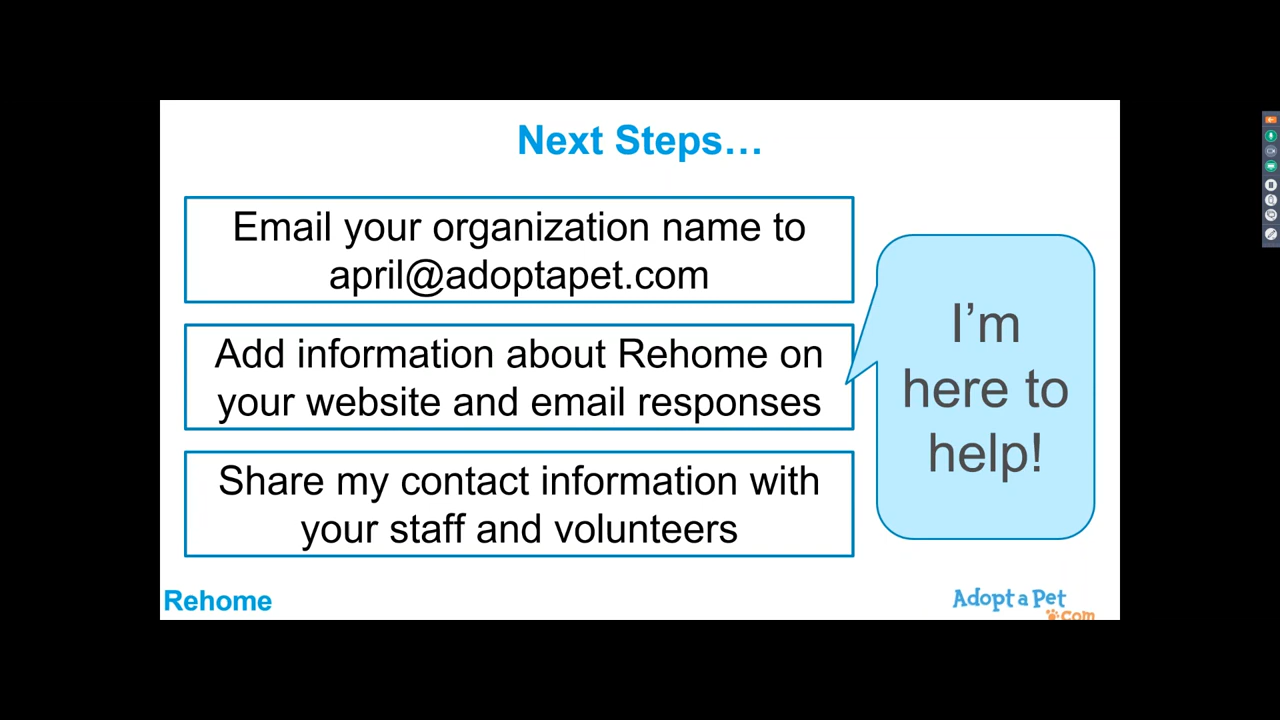 Next Steps...
Email your organization name to
april@adoptapet.com
Add information about Rehome on
your website and email responses
Share my contact information with
your staff and volunteers
I'm
here to
help!
Rehome
Adopt a Pet
.com